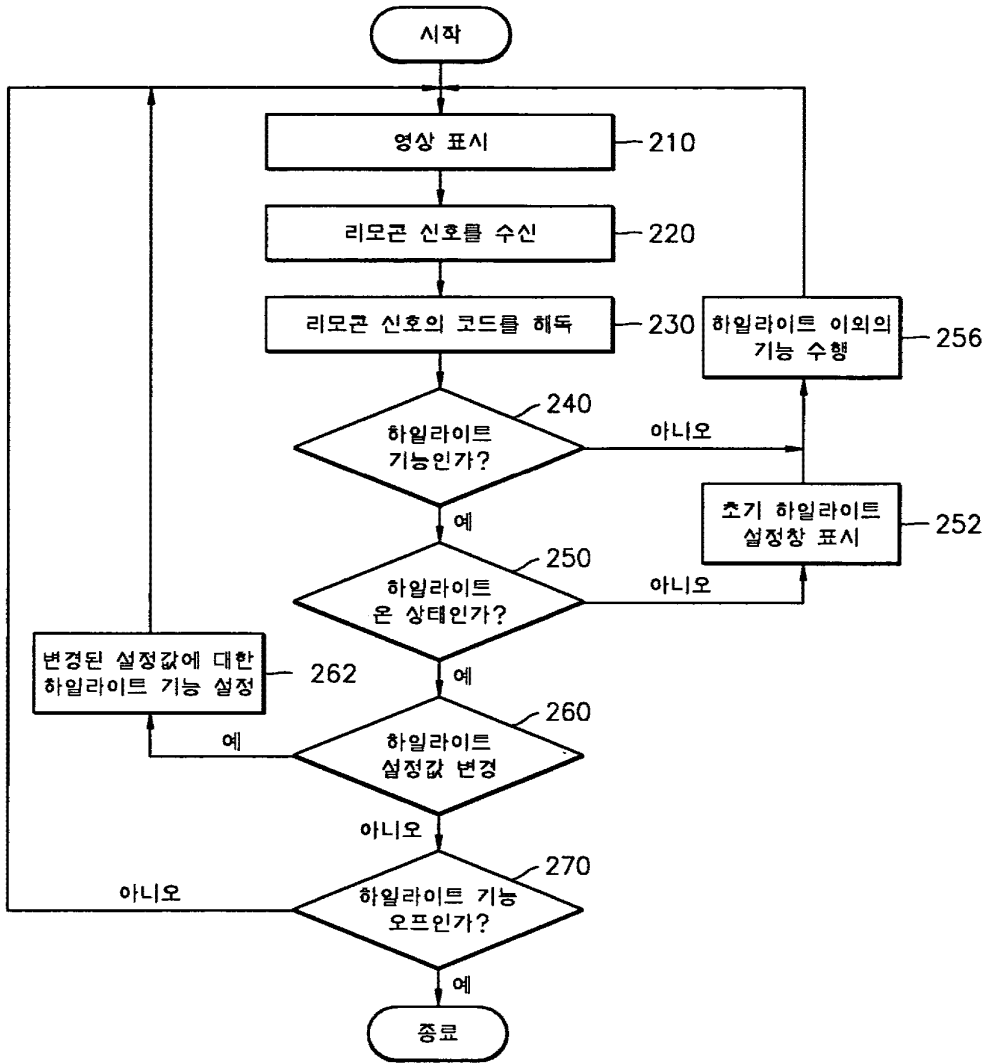 시작
영상 표시
210
리모콘 신호를 수신
220
리모콘 신호의 코드를 해독
230
하일라이트 이외의
기능 수행
256
240
하일라이트
기능인가?
아니오
예
초기 하일라이트
설정창 표시
252
250
하일라이트
온 상태인가?
아니오
예
변경된 설정값에 대한
하일라이트 기능 설정
262
260
하일라이트
설정값 변경
예
아니오
270
하일라이트 기능
오프인가?
아니오
예
종료